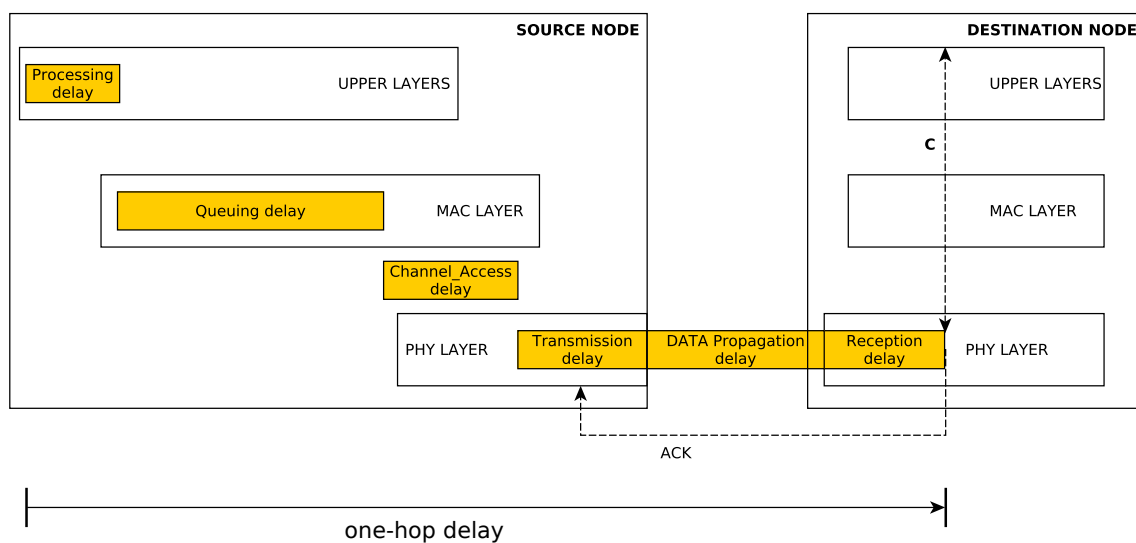 SOURCE NODE
DESTINATION NODE
Processing
delay
UPPER LAYERS
UPPER LAYERS
C
Queuing delay
MAC LAYER
MAC LAYER
Channel_Access
delay
PHY LAYER
Transmission
delay
DATA Propagation
delay
Reception
delay
PHY LAYER
ACK
one-hop delay